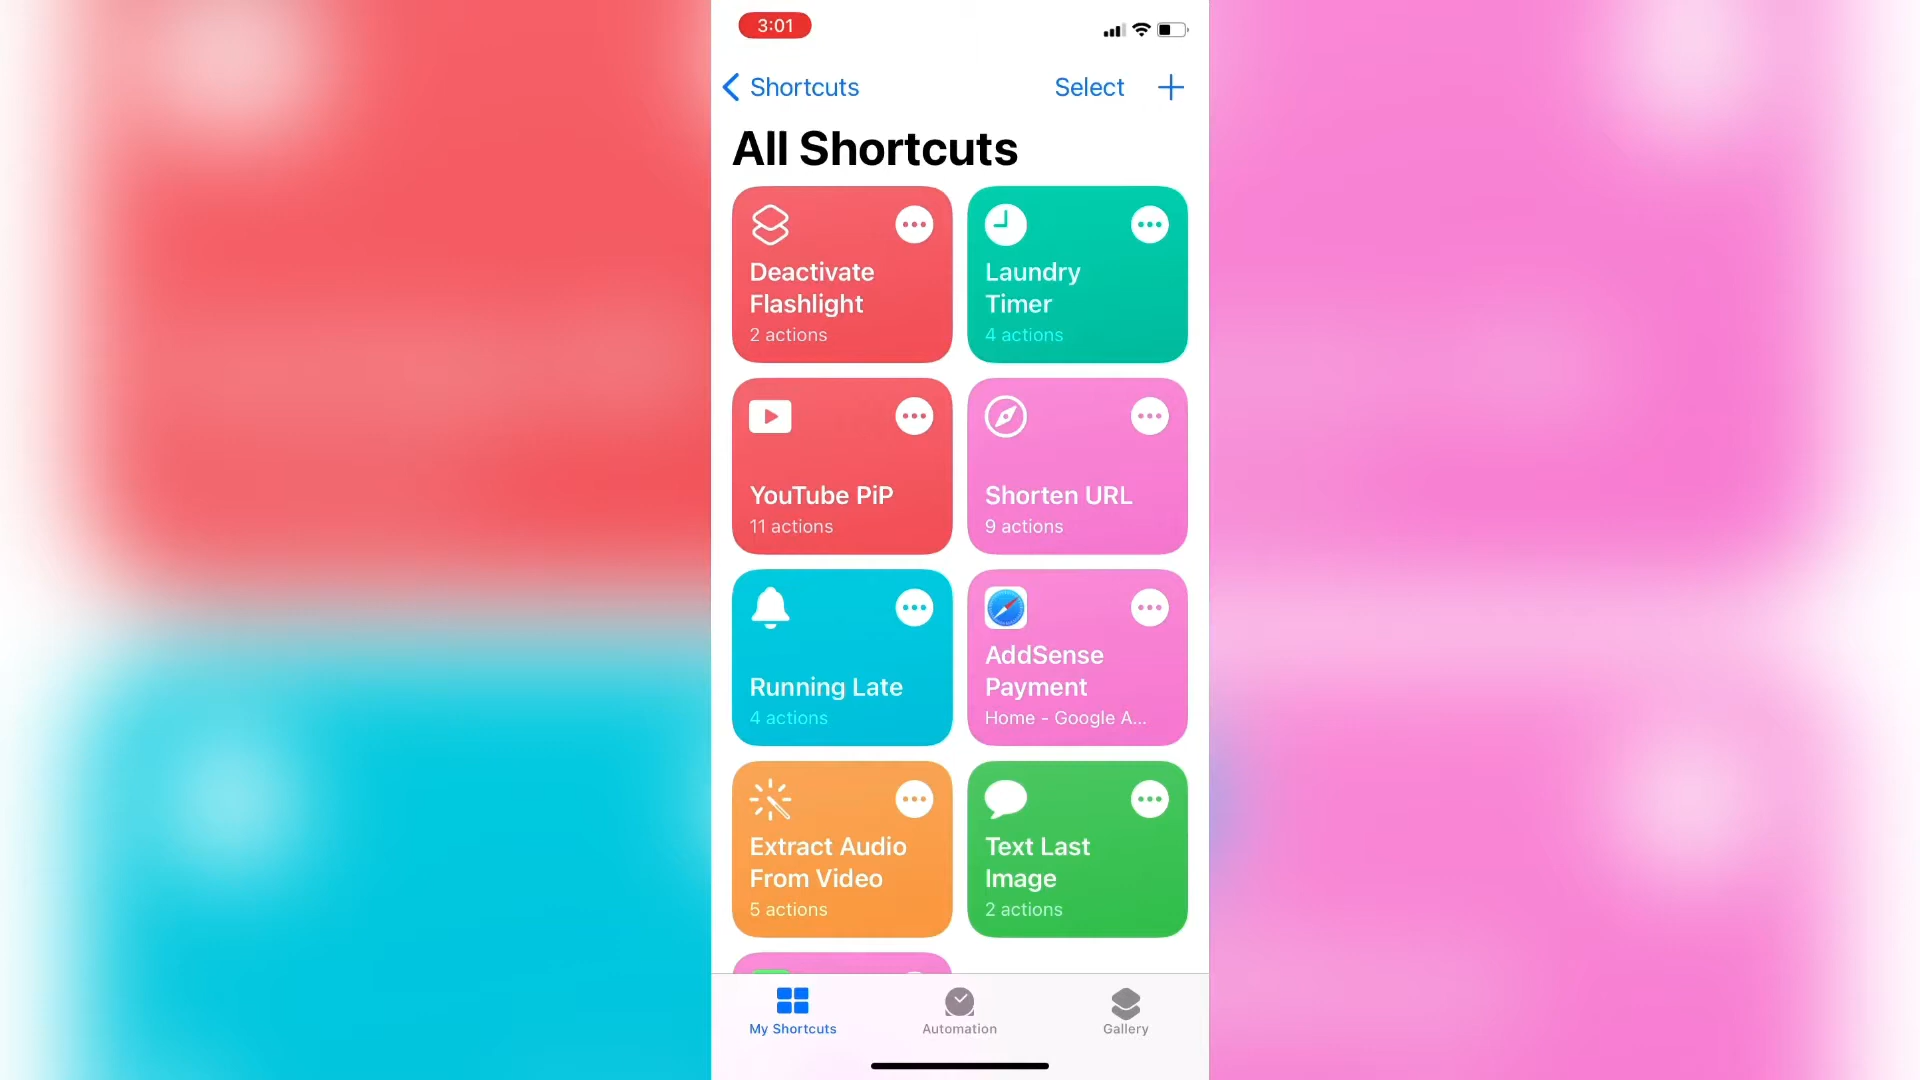 3:01
Shortcuts
Select
All Shortcuts
Deactivate
Flashlight
2 actions
Laundry
Timer
4 actions
YouTube PiP
11 actions
Shorten URL
9 actions
Running Late
4 actions
AddSense
Payment
Home - Google A...
Extract Audio
From Video
5 actions
Text Last
Image
2 actions
My Shortcuts
Automation
Gallery